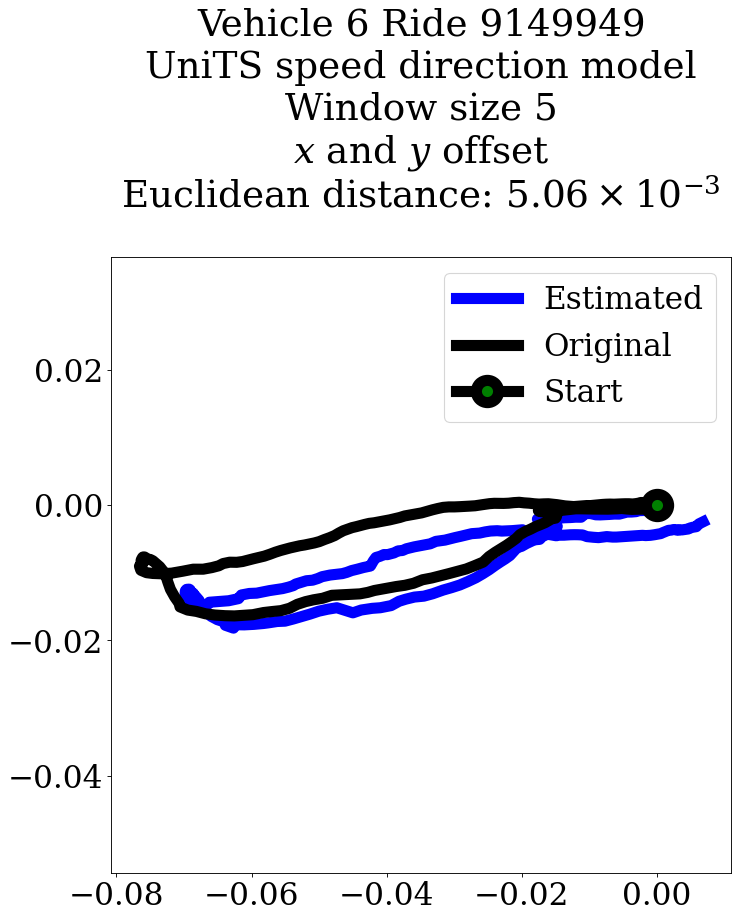 Vehicle 6 Ride 9149949
UniTS speed direction model
Window size 5
x and y offset
Euclidean distance: 5.06 × 10⁻³
Estimated
Original
Start
0.02
0.00
−0.02
−0.04
−0.08 −0.06 −0.04 −0.02 0.00